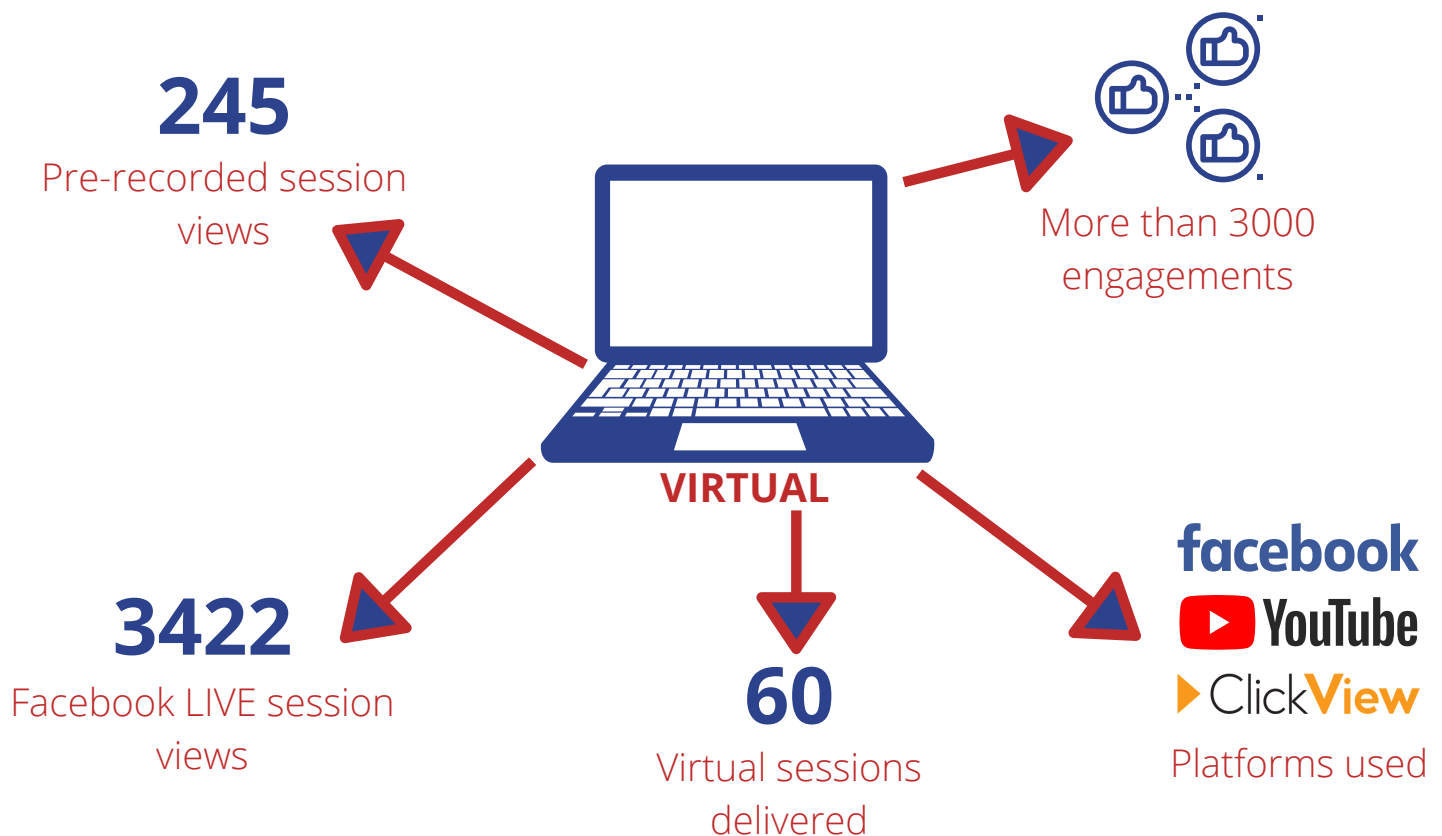 245
Pre-recorded session
views
More than 3000
engagements
VIRTUAL
3422
Facebook LIVE session
views
60
Virtual sessions
delivered
facebook
YouTube
ClickView
Platforms used